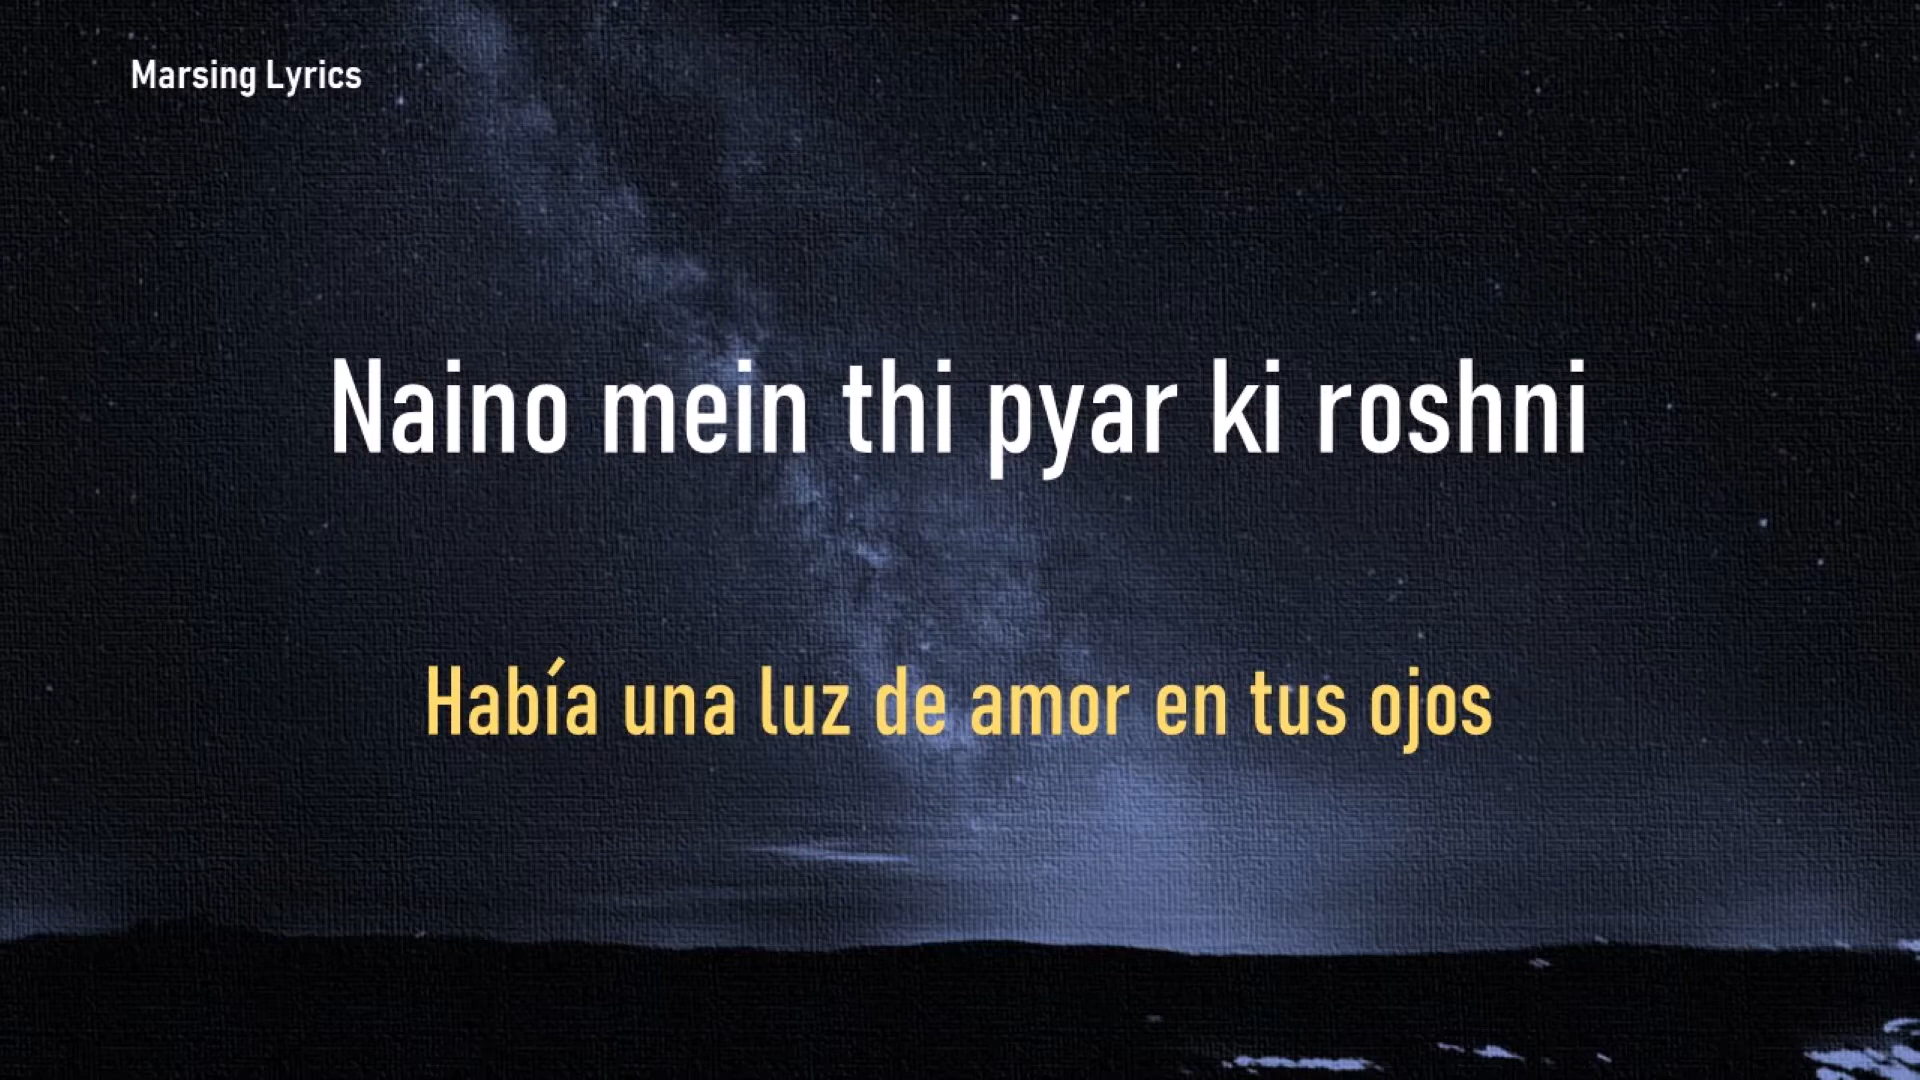 Marsing Lyrics
Naino mein thi pyar ki roshni
Había una luz de amor en tus ojos